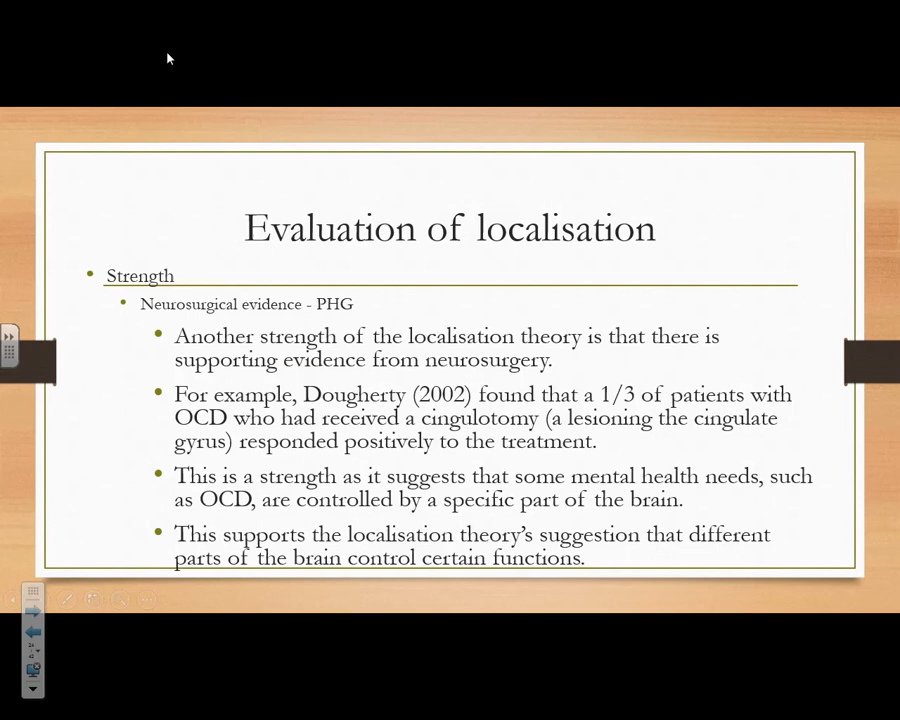 Evaluation of localisation
• Strength
• Neurosurgical evidence - PHG
• Another strength of the localisation theory is that there is
supporting evidence from neurosurgery.
• For example, Dougherty (2002) found that a 1/3 of patients with
OCD who had received a cingulotomy (a lesioning the cingulate
gyrus) responded positively to the treatment.
• This is a strength as it suggests that some mental health needs, such
as OCD, are controlled by a specific part of the brain.
• This supports the localisation theory’s suggestion that different
parts of the brain control certain functions.